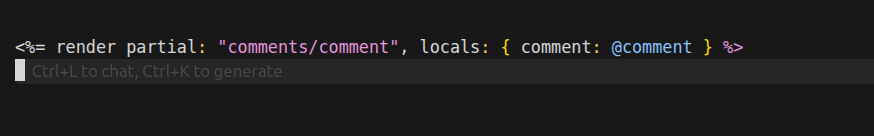 <%= render partial: "comments/comment", locals: { comment: @comment } %>
Ctrl+L to chat, Ctrl+K to generate